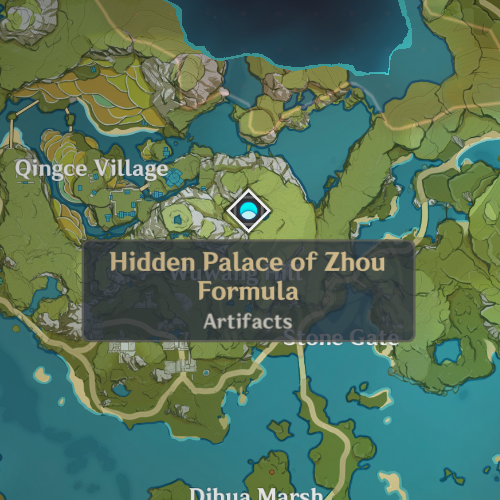 Qingce Village
Hidden Palace of Zhou
Formula
Artifacts
Stone Gate
Dihua Marsh